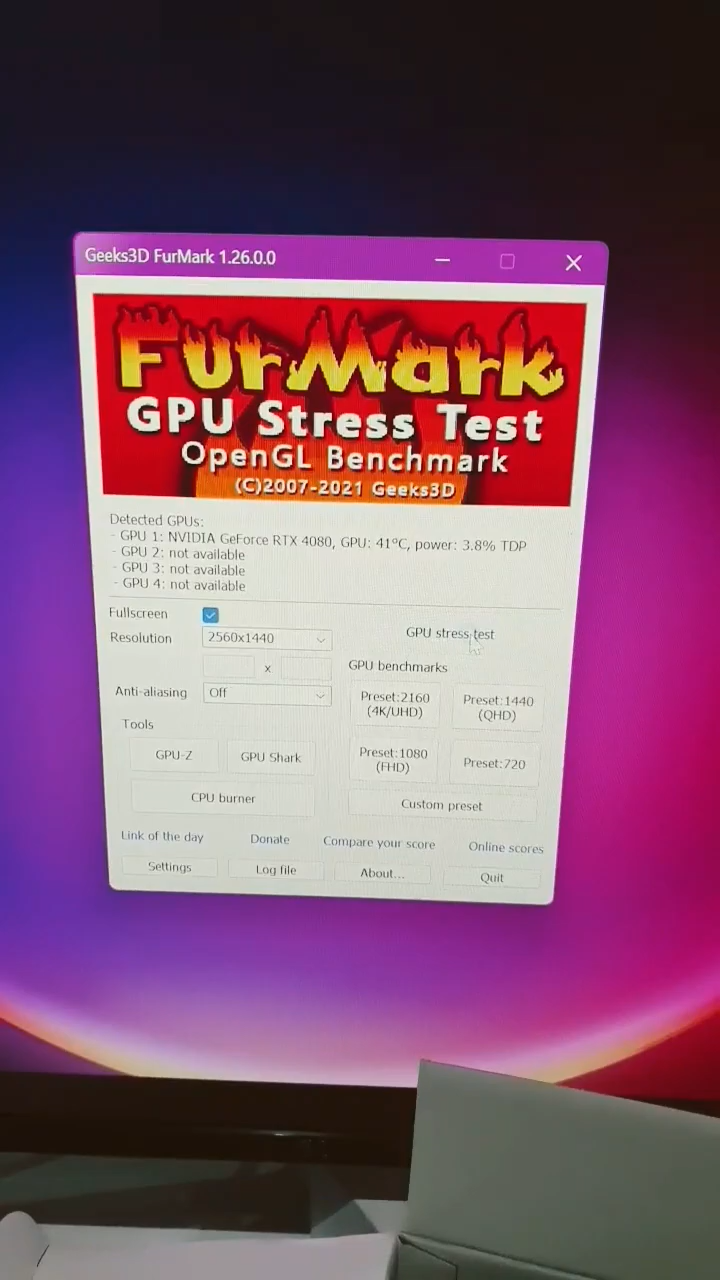 Geeks3D FurMark 1.26.0.0
FurMark
GPU Stress Test
OpenGL Benchmark
(C)2007-2021 Geeks3D
Detected GPUs:
- GPU 1: NVIDIA GeForce RTX 4080, GPU: 41°C, power: 3.8% TDP
- GPU 2: not available
- GPU 3: not available
- GPU 4: not available
Fullscreen
GPU stress test
Resolution 2560x1440
GPU benchmarks
x
Anti-aliasing Off
Preset:2160
(4K/UHD)
Preset:1440
(QHD)
Tools
GPU-Z GPU Shark
Preset:1080
(FHD)
Preset:720
CPU burner
Custom preset
Link of the day Donate Compare your score Online scores
Settings Log file About... Quit